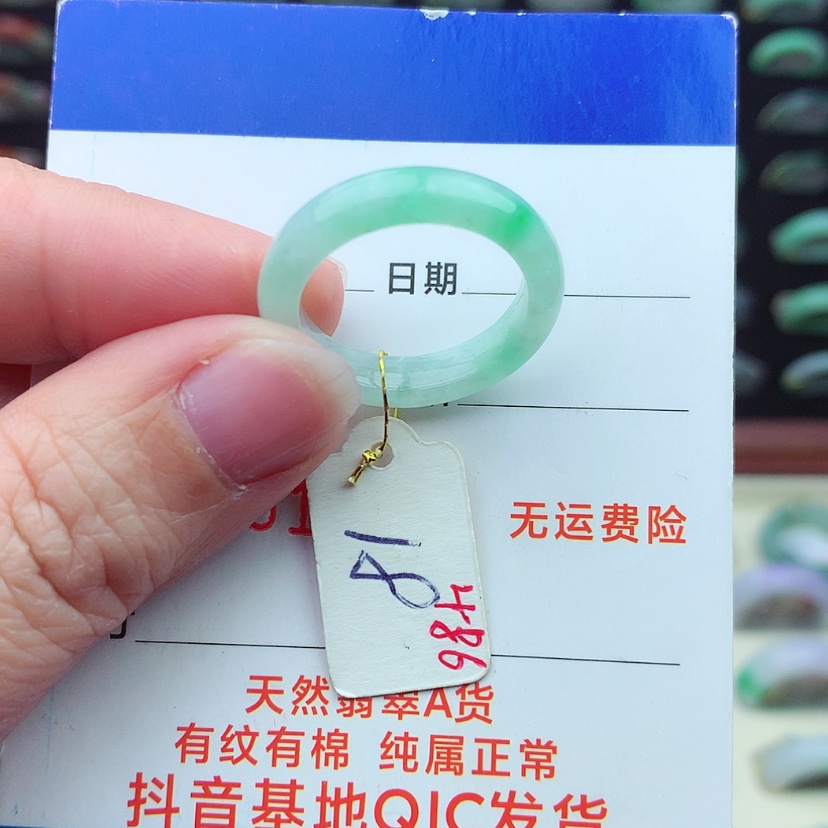 日期
无运费险
18
486
天然翡翠A货
有纹有棉 纯属正常
抖音基地QIC发货